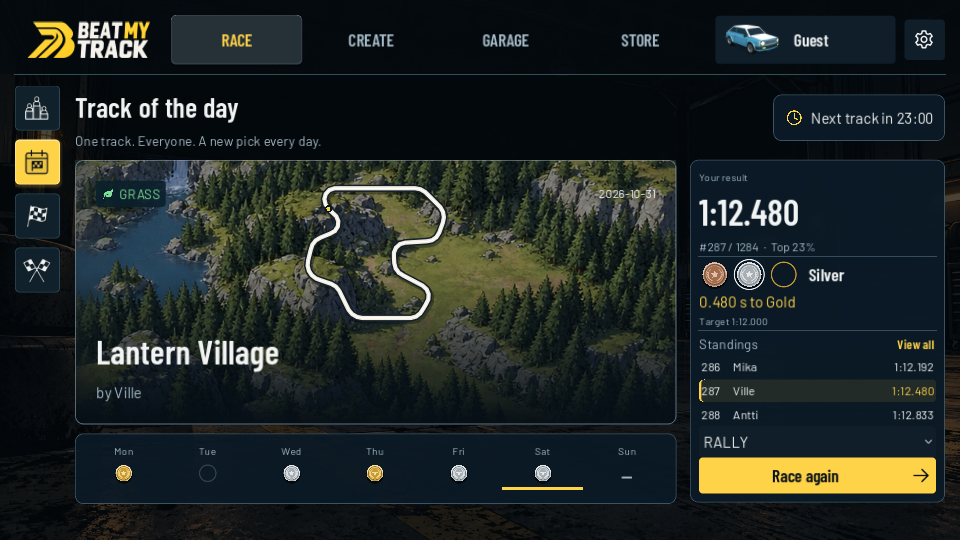 BEATMY
TRACK
RACE
CREATE
GARAGE
STORE
Guest
Track of the day
One track. Everyone. A new pick every day.
Next track in 23:00
GRASS
2026-10-31
Lantern Village
by Ville
Your result
1:12.480
#287 / 1284 · Top 23%
Silver
0.480 s to Gold
Target 1:12.000
Standings View all
286 Mika 1:12.192
287 Ville 1:12.480
288 Antti 1:12.833
RALLY
Race again
Mon Tue Wed Thu Fri Sat Sun